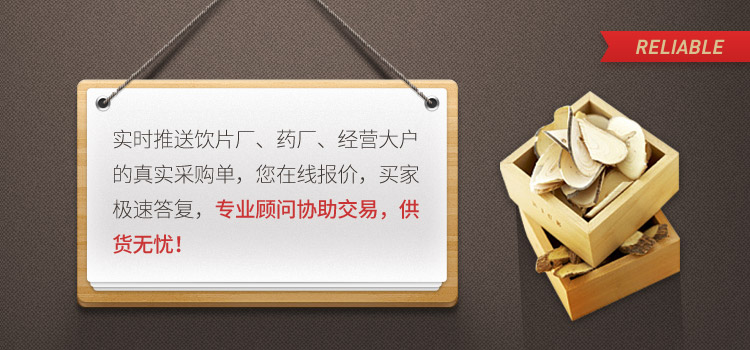 RELIABLE
实时推送饮片厂、药厂、经营大户
的真实采购单，您在线报价，买家
极速答复，专业顾问协助交易，供
货无忧！